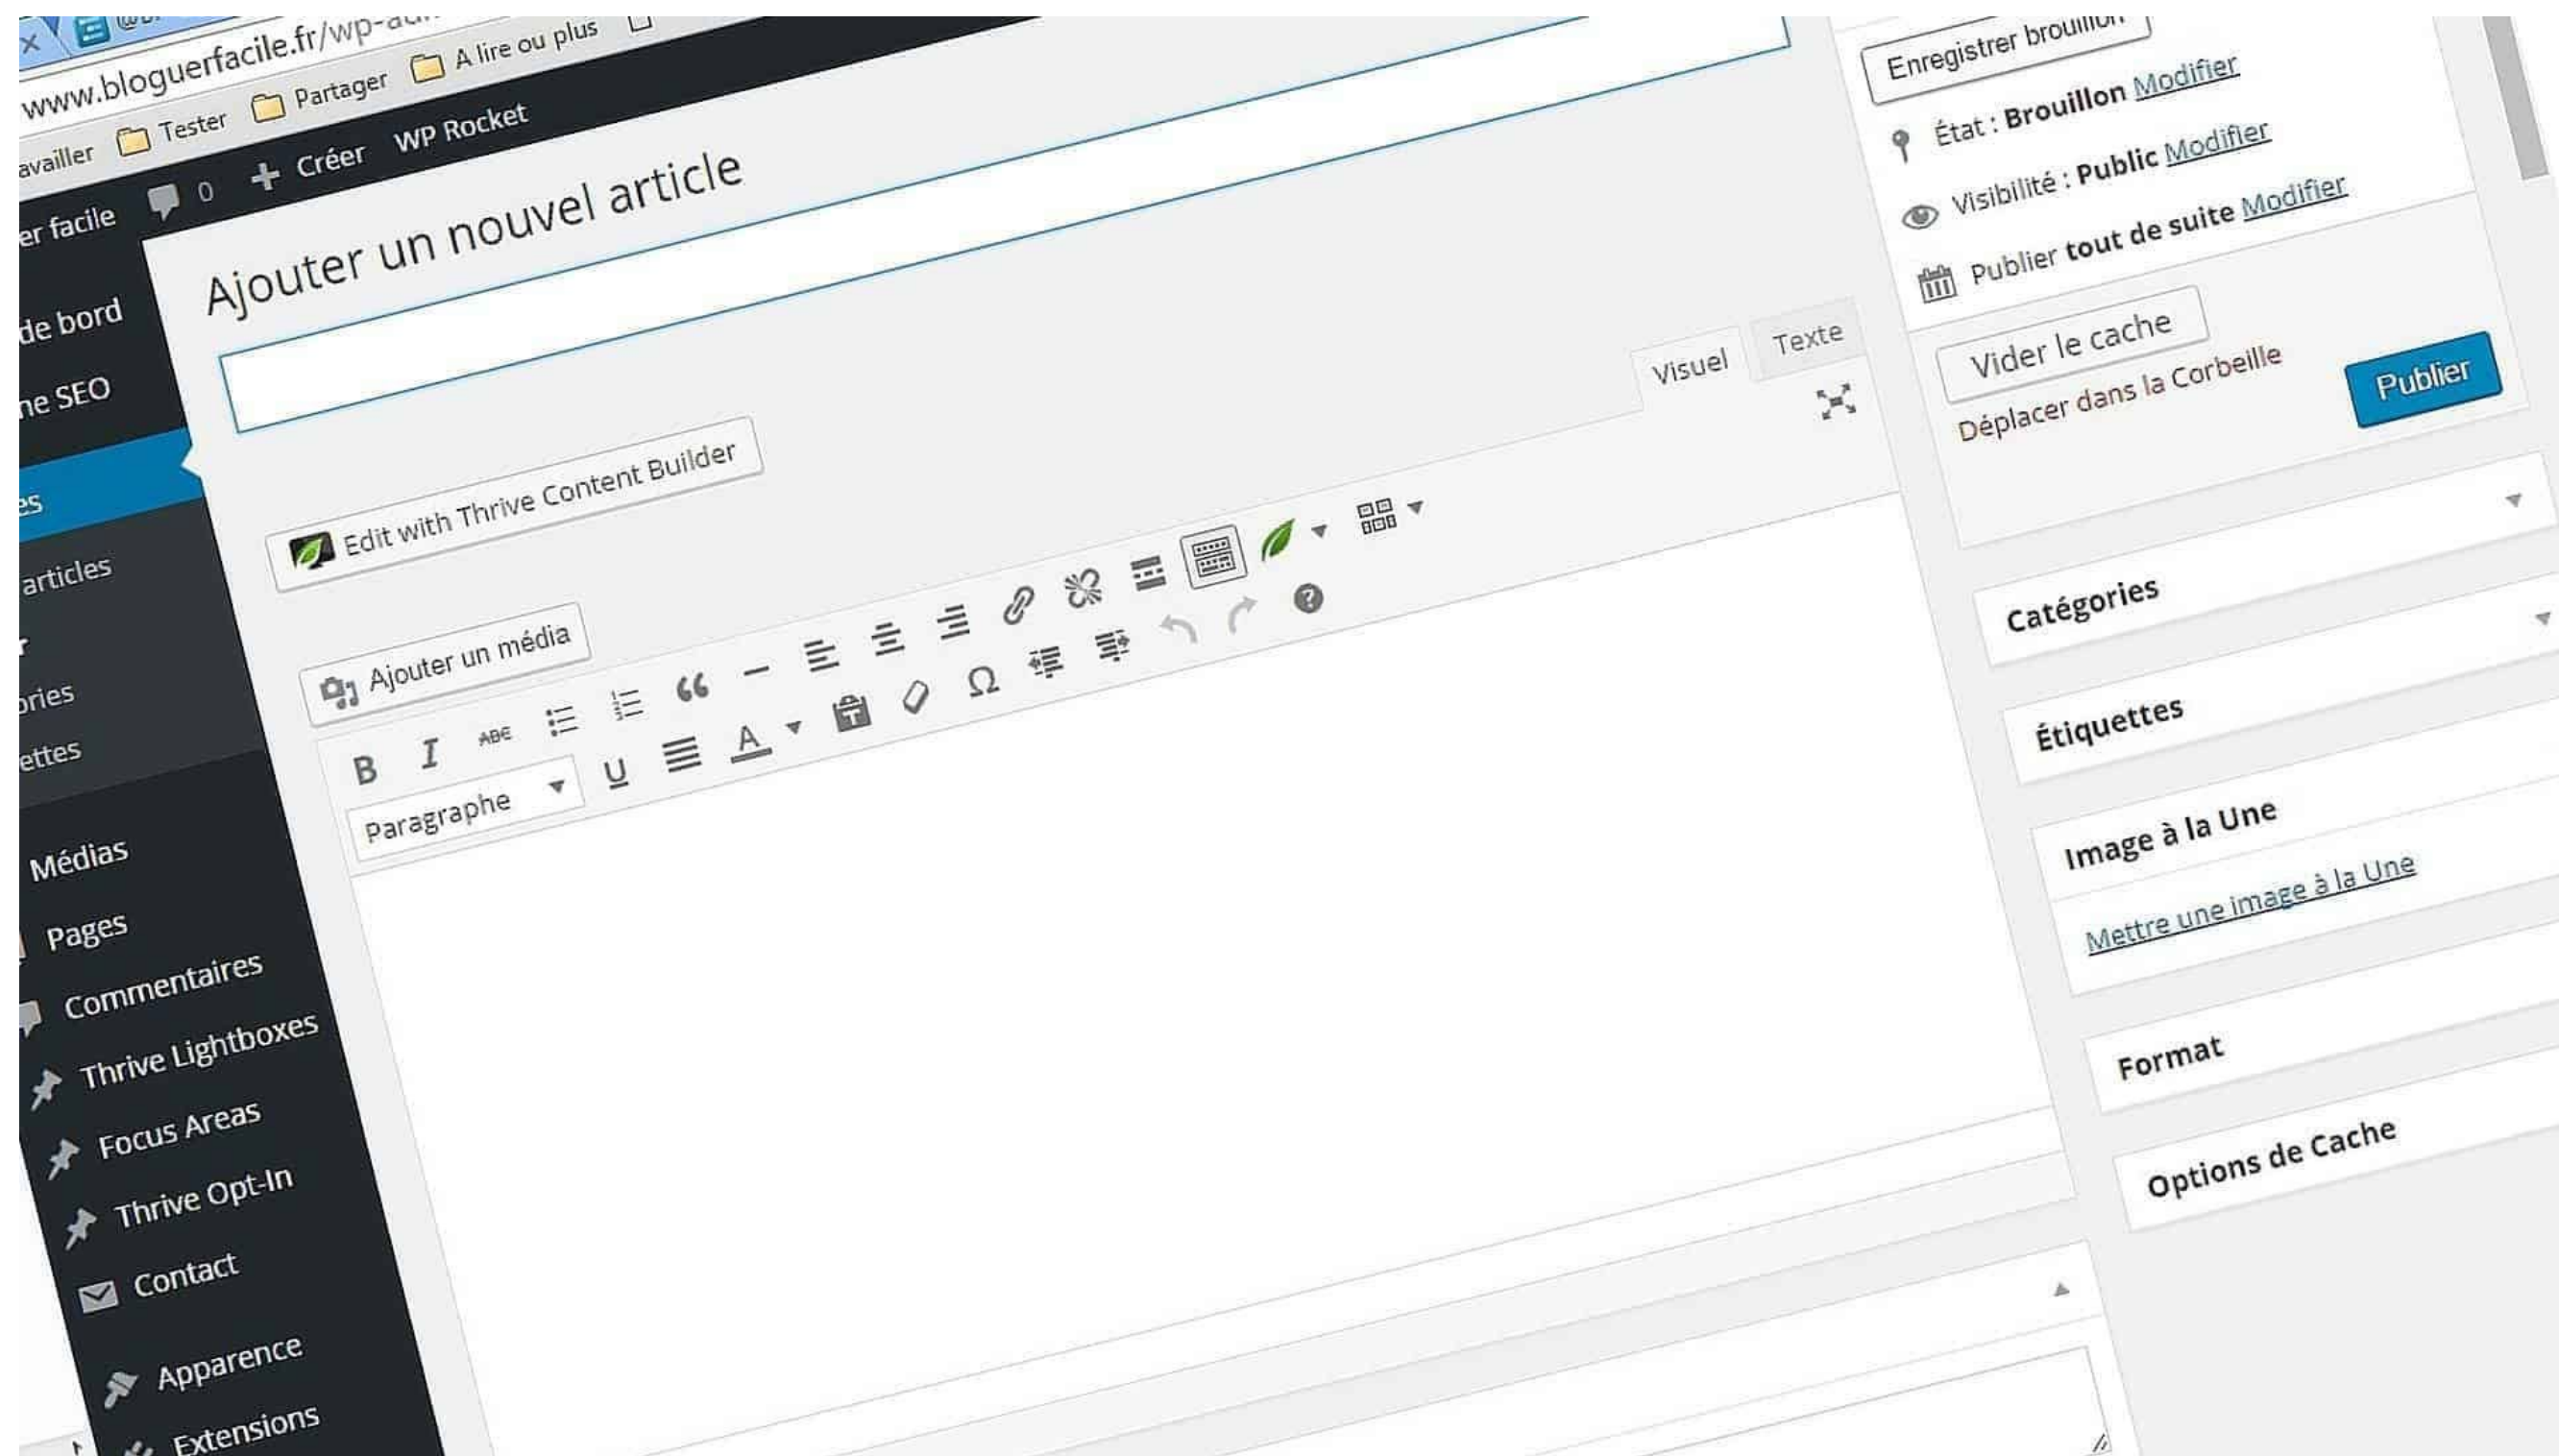 www.bloguerfacile.fr/wp-
Tester
Partager
A lire ou plus
facile
0
Créer
WP Rocket
de bord
SEO
articles
Médias
Pages
Commentaires
Thrive Lightboxes
Focus Areas
Thrive Opt-In
Contact
Apparence
Extensions
Ajouter un nouvel article
Edit with Thrive Content Builder
Ajouter un média
Visuel
Texte
B I ABC
Paragraphe
U A Ω
Enregistrer brouillon
État : Brouillon Modifier
Visibilité : Public Modifier
Publier tout de suite Modifier
Vider le cache
Déplacer dans la Corbeille
Publier
Catégories
Étiquettes
Image à la Une
Mettre une image à la Une
Format
Options de Cache